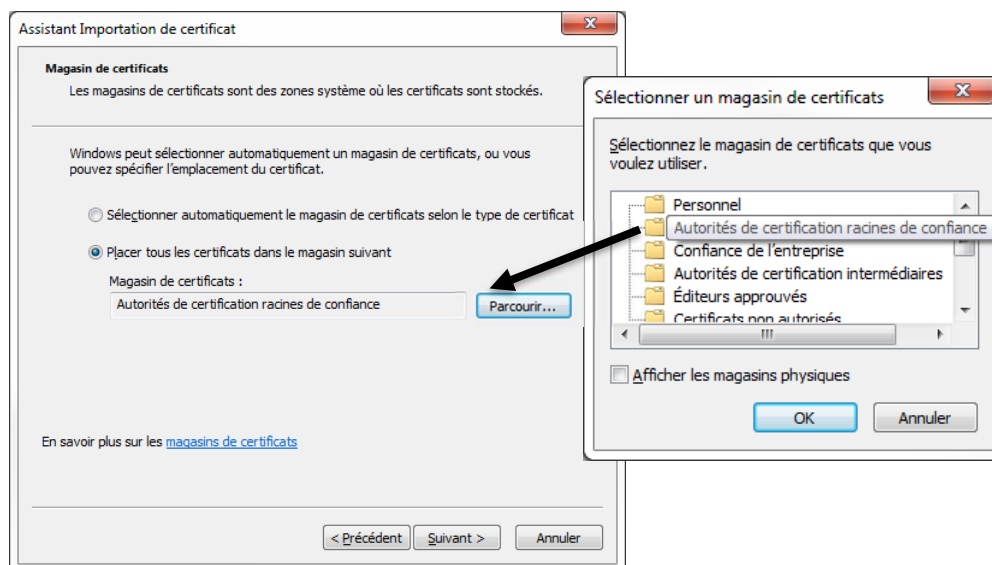 Assistant Importation de certificat
Magasin de certificats
Les magasins de certificats sont des zones système où les certificats sont stockés.
Windows peut sélectionner automatiquement un magasin de certificats, ou vous
pouvez spécifier l'emplacement du certificat.
Sélectionner automatiquement le magasin de certificats selon le type de certificat
Placer tous les certificats dans le magasin suivant
Magasin de certificats :
Autorités de certification racines de confiance
Parcourir...
En savoir plus sur les magasins de certificats
< Précédent
Suivant >
Annuler
Sélectionner un magasin de certificats
Sélectionnez le magasin de certificats que vous
voulez utiliser.
Personnel
Autorités de certification racines de confiance
Confiance de l'entreprise
Autorités de certification intermédiaires
Éditeurs approuvés
Certificats non autorisés
Afficher les magasins physiques
OK
Annuler